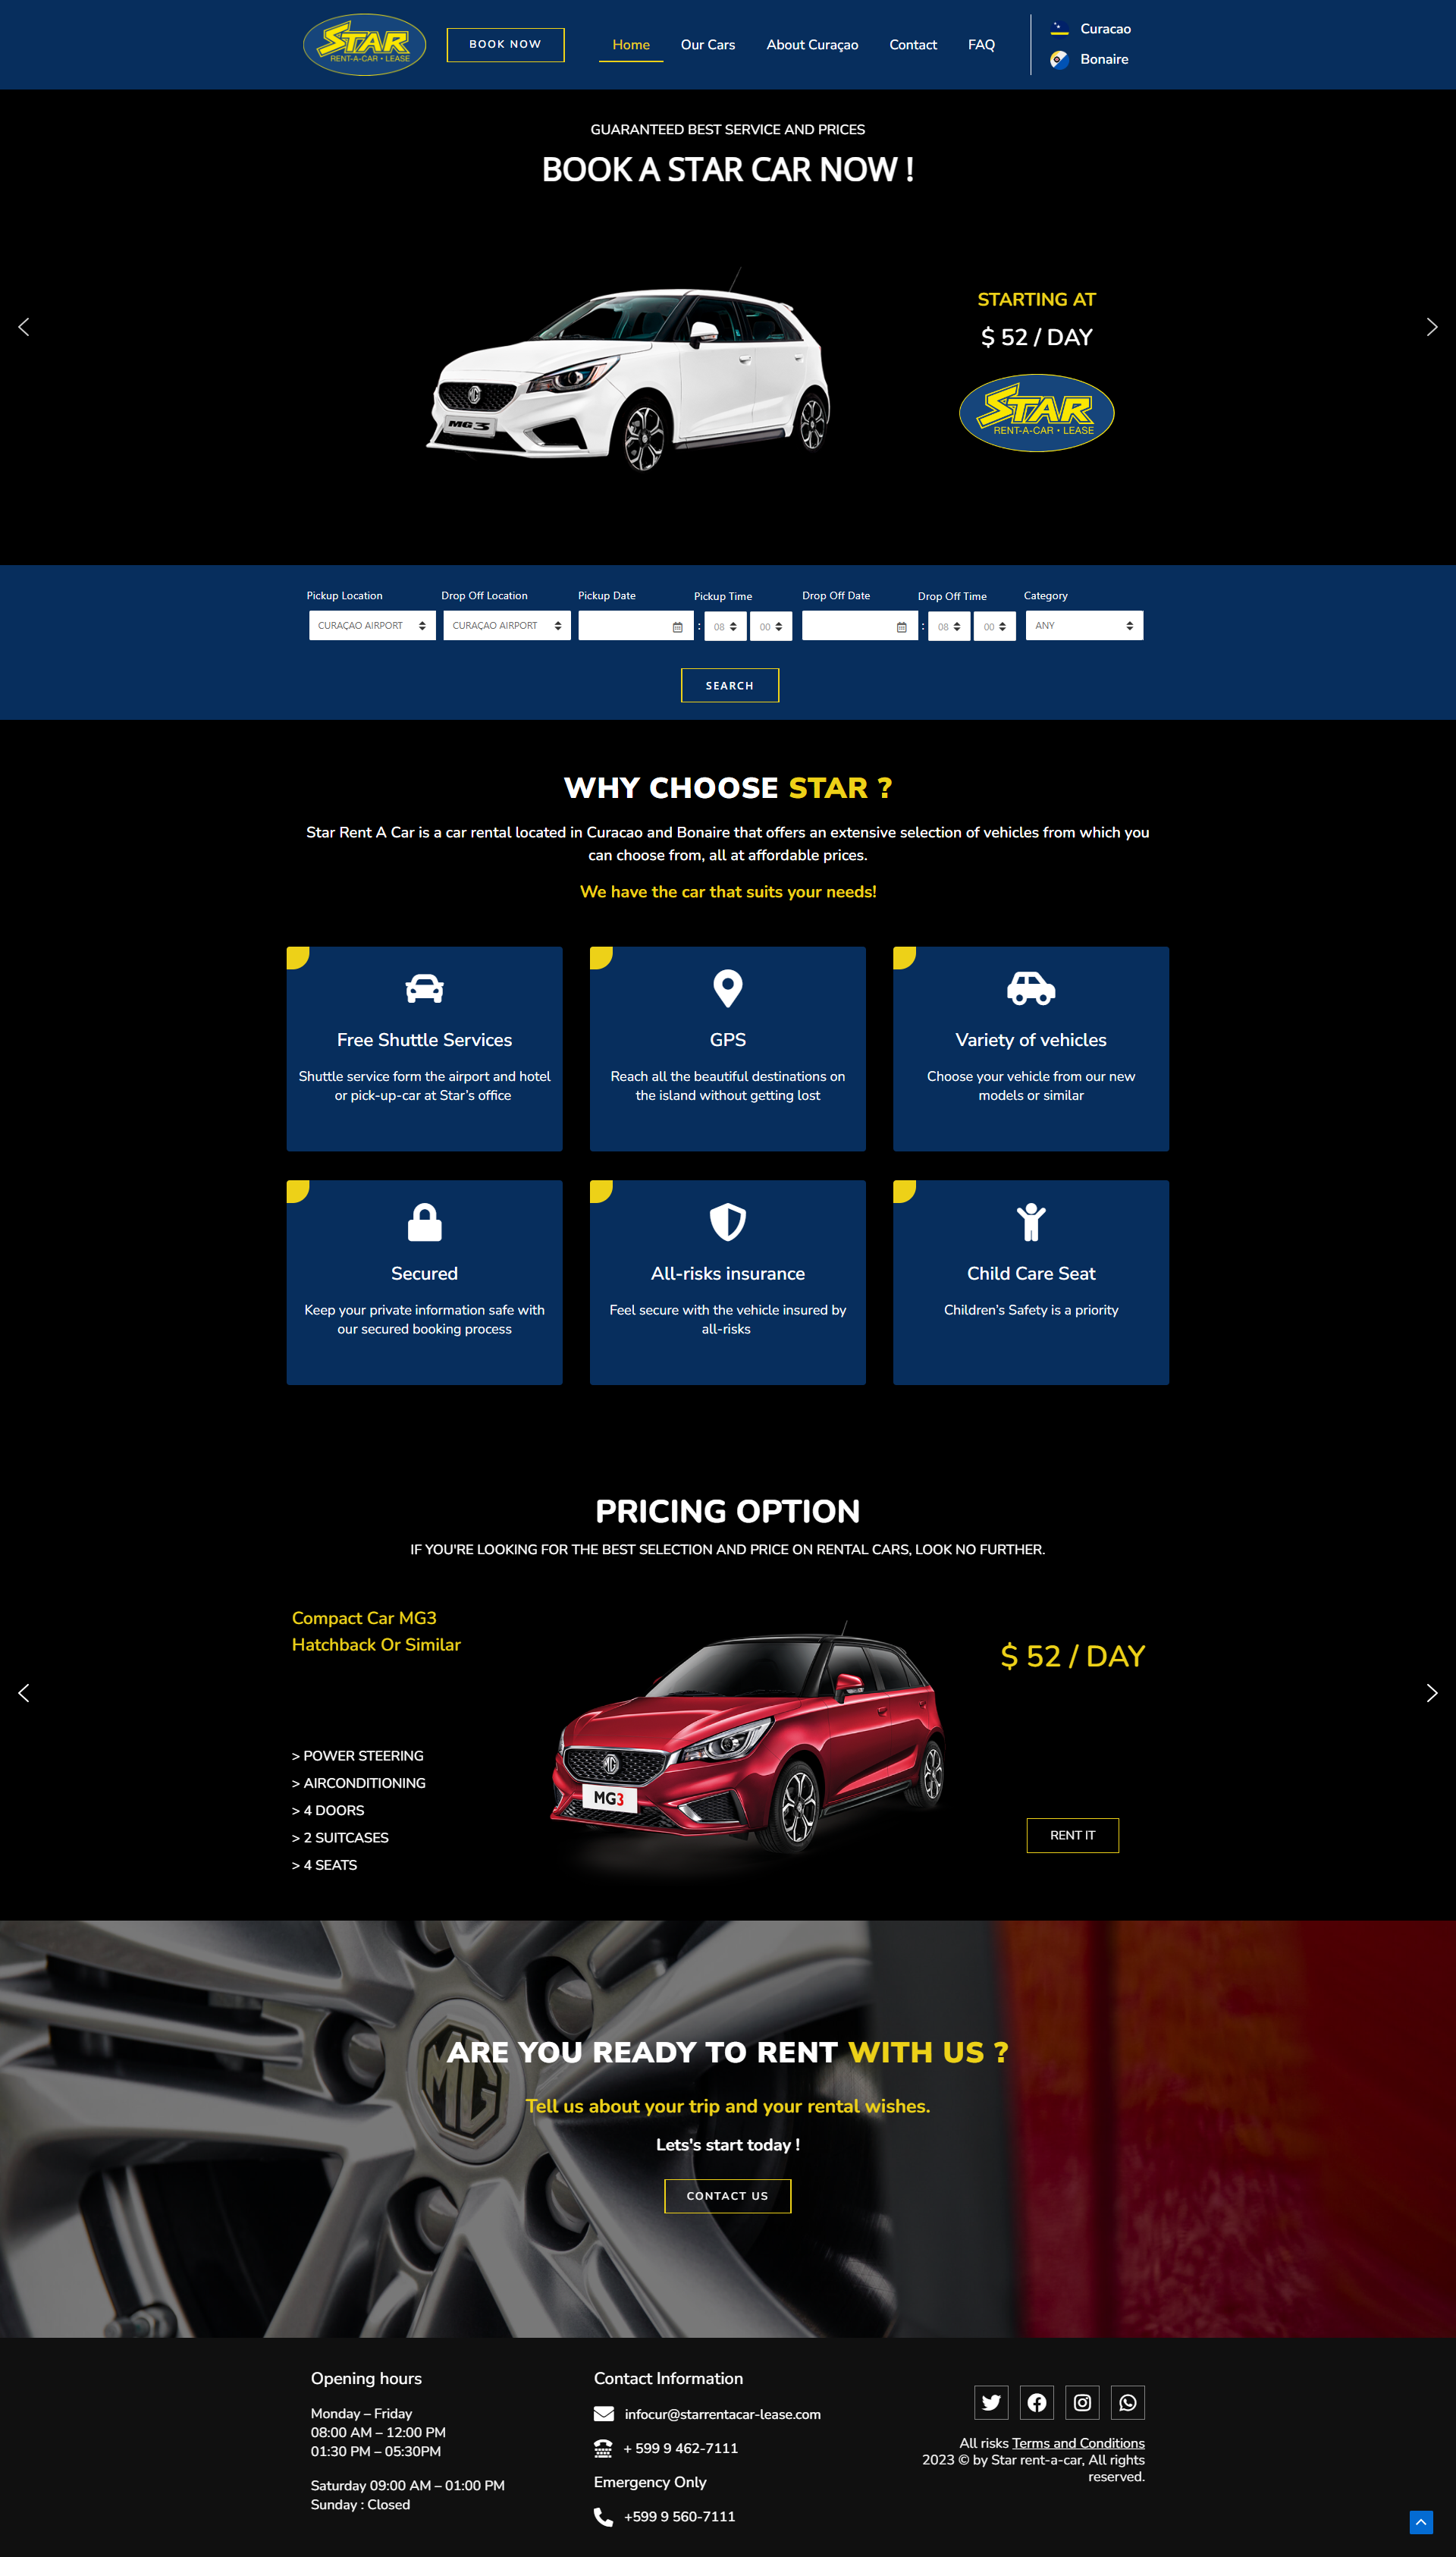 STAR
RENT-A-CAR • LEASE
BOOK NOW
Home
Our Cars
About Curaçao
Contact
FAQ
Curacao
Bonaire
GUARANTEED BEST SERVICE AND PRICES
BOOK A STAR CAR NOW !
STARTING AT
$ 52 / DAY
MG 3
STAR
RENT-A-CAR • LEASE
Pickup Location
Drop Off Location
Pickup Date
Pickup Time
Drop Off Date
Drop Off Time
Category
CURAÇAO AIRPORT
CURAÇAO AIRPORT
:
08
00
:
08
00
ANY
SEARCH
WHY CHOOSE STAR ?
Star Rent A Car is a car rental located in Curacao and Bonaire that offers an extensive selection of vehicles from which you
can choose from, all at affordable prices.
We have the car that suits your needs!
Free Shuttle Services
Shuttle service form the airport and hotel
or pick-up-car at Star’s office
GPS
Reach all the beautiful destinations on
the island without getting lost
Variety of vehicles
Choose your vehicle from our new
models or similar
Secured
Keep your private information safe with
our secured booking process
All-risks insurance
Feel secure with the vehicle insured by
all-risks
Child Care Seat
Children’s Safety is a priority
PRICING OPTION
IF YOU'RE LOOKING FOR THE BEST SELECTION AND PRICE ON RENTAL CARS, LOOK NO FURTHER.
Compact Car MG3
Hatchback Or Similar
$ 52 / DAY
> POWER STEERING
> AIRCONDITIONING
> 4 DOORS
> 2 SUITCASES
> 4 SEATS
MG
MG3
RENT IT
MG
ARE YOU READY TO RENT WITH US ?
Tell us about your trip and your rental wishes.
Lets's start today !
CONTACT US
Opening hours
Monday – Friday
08:00 AM – 12:00 PM
01:30 PM – 05:30PM
Saturday 09:00 AM – 01:00 PM
Sunday : Closed
Contact Information
infocur@starrentacar-lease.com
+ 599 9 462-7111
Emergency Only
+599 9 560-7111
All risks Terms and Conditions
2023 © by Star rent-a-car, All rights
reserved.